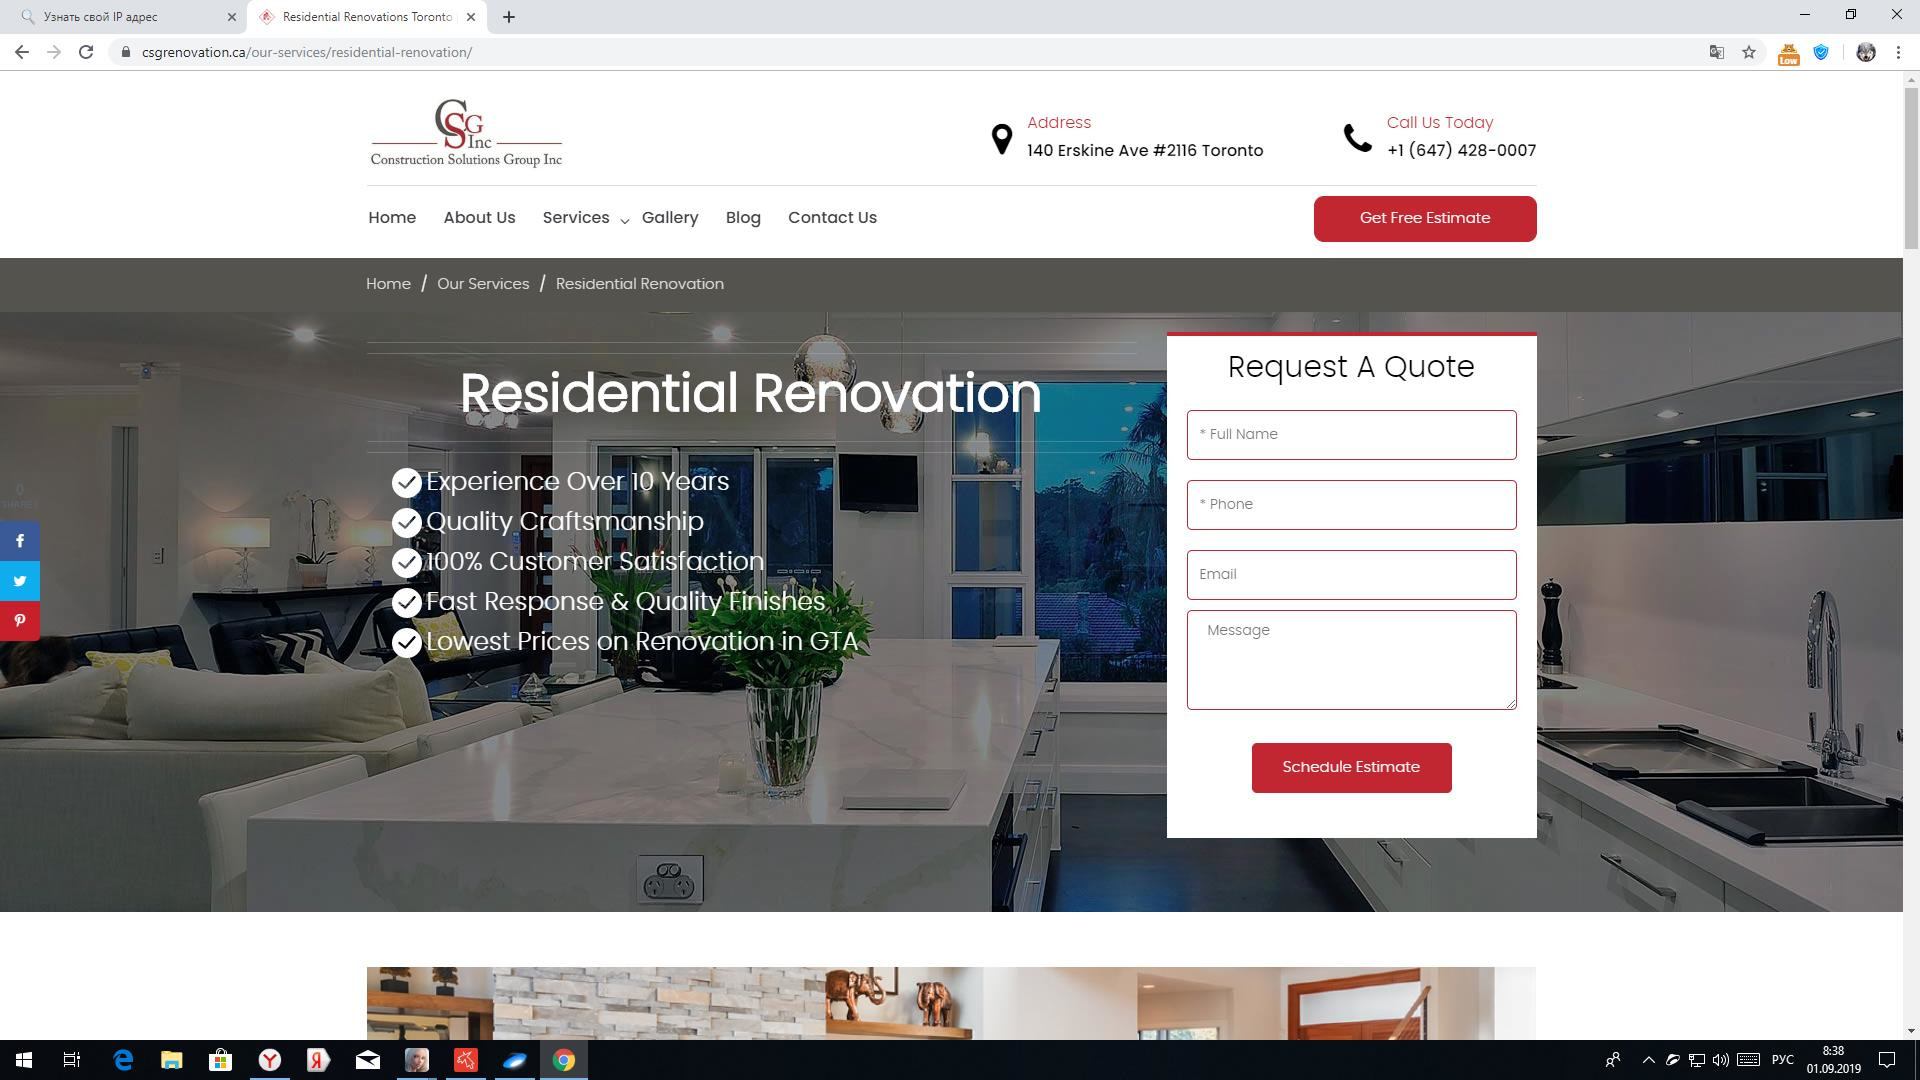 Узнать свой IP адрес
Residential Renovations Toronto
csgrenovation.ca/our-services/residential-renovation/
Low
CSG
Inc
Construction Solutions Group Inc
Address
140 Erskine Ave #2116 Toronto
Call Us Today
+1 (647) 428-0007
Home
About Us
Services
Gallery
Blog
Contact Us
Get Free Estimate
Home / Our Services / Residential Renovation
Residential Renovation
Experience Over 10 Years
Quality Craftsmanship
100% Customer Satisfaction
Fast Response & Quality Finishes
Lowest Prices on Renovation in GTA
Request A Quote
* Full Name
* Phone
Email
Message
Schedule Estimate
0
SHARES
РУС
8:38
01.09.2019